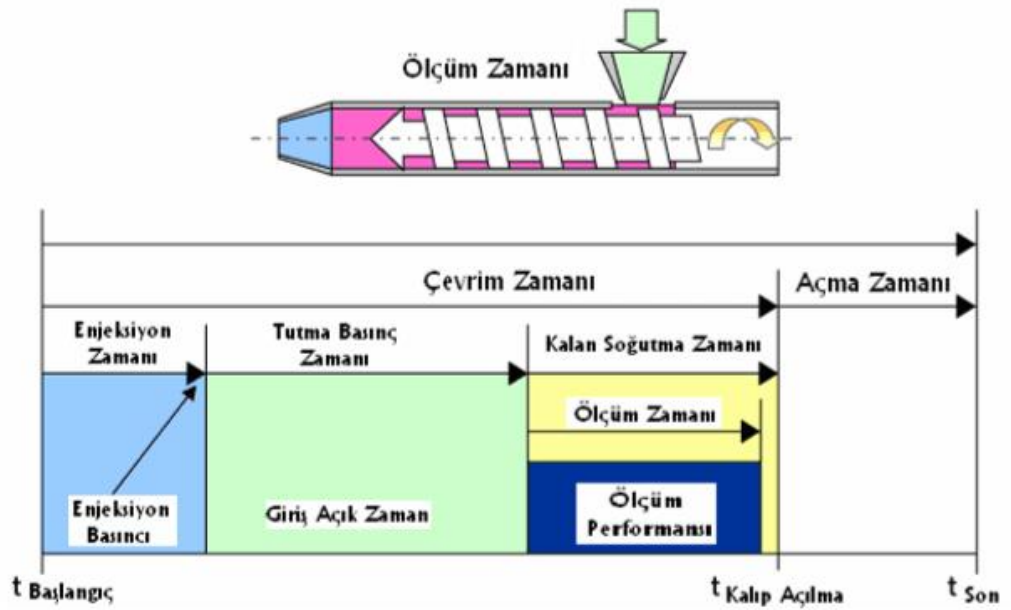 Ölçüm Zamanı
Çevrim Zamanı
Açma Zamanı
Enjeksiyon
Zamanı
Tutma Basınç
Zamanı
Kalan Soğutma Zamanı
Ölçüm Zamanı
Enjeksiyon
Basıncı
Giriş Açık Zaman
Ölçüm
Performansı
t Başlangıç
t Kalıp Açılma
t Son